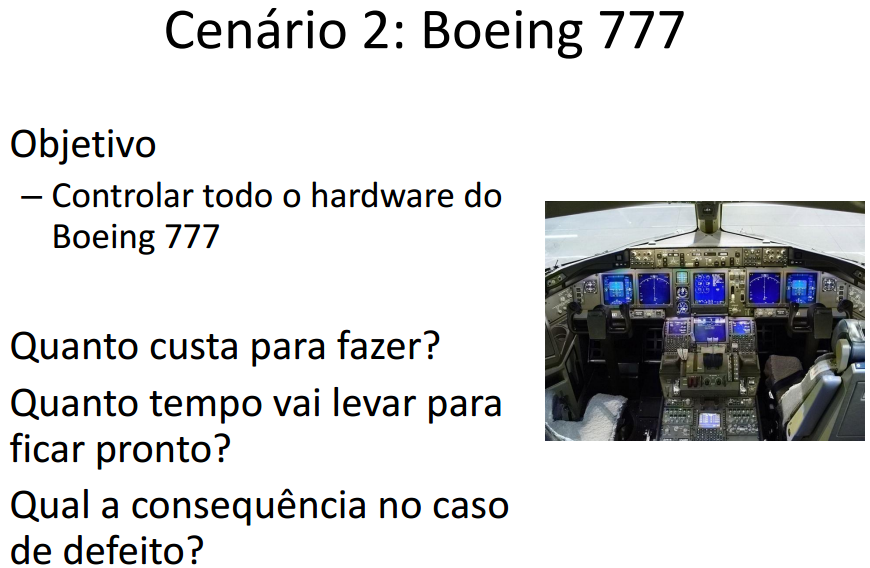 Cenário 2: Boeing 777
Objetivo
– Controlar todo o hardware do
Boeing 777
Quanto custa para fazer?
Quanto tempo vai levar para
ficar pronto?
Qual a consequência no caso
de defeito?